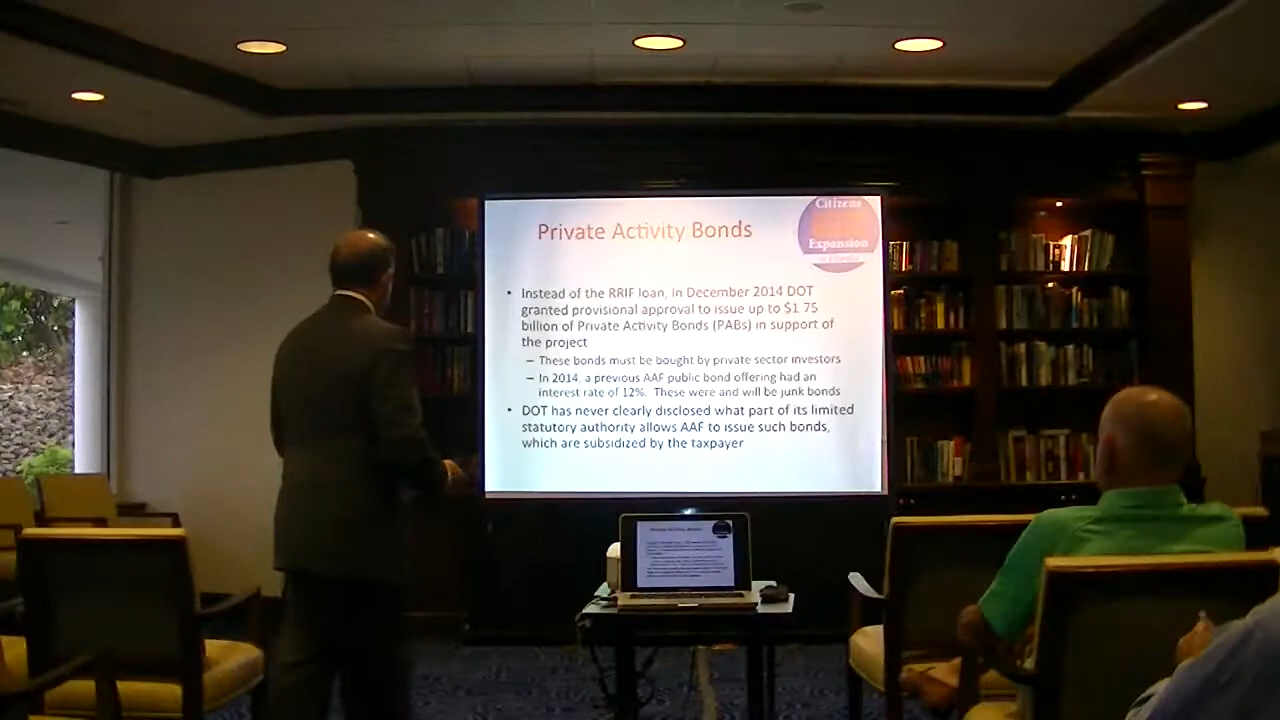 Citizens
Private Activity Bonds
Expansion
• Instead of the RRIF loan, in December 2014 DOT
granted provisional approval to issue up to $1.75
billion of Private Activity Bonds (PABs) in support of
the project
– These bonds must be bought by private sector investors
– In 2014, a previous AAF public bond offering had an
interest rate of 12%. These were and will be junk bonds
• DOT has never clearly disclosed what part of its limited
statutory authority allows AAF to issue such bonds,
which are subsidized by the taxpayer